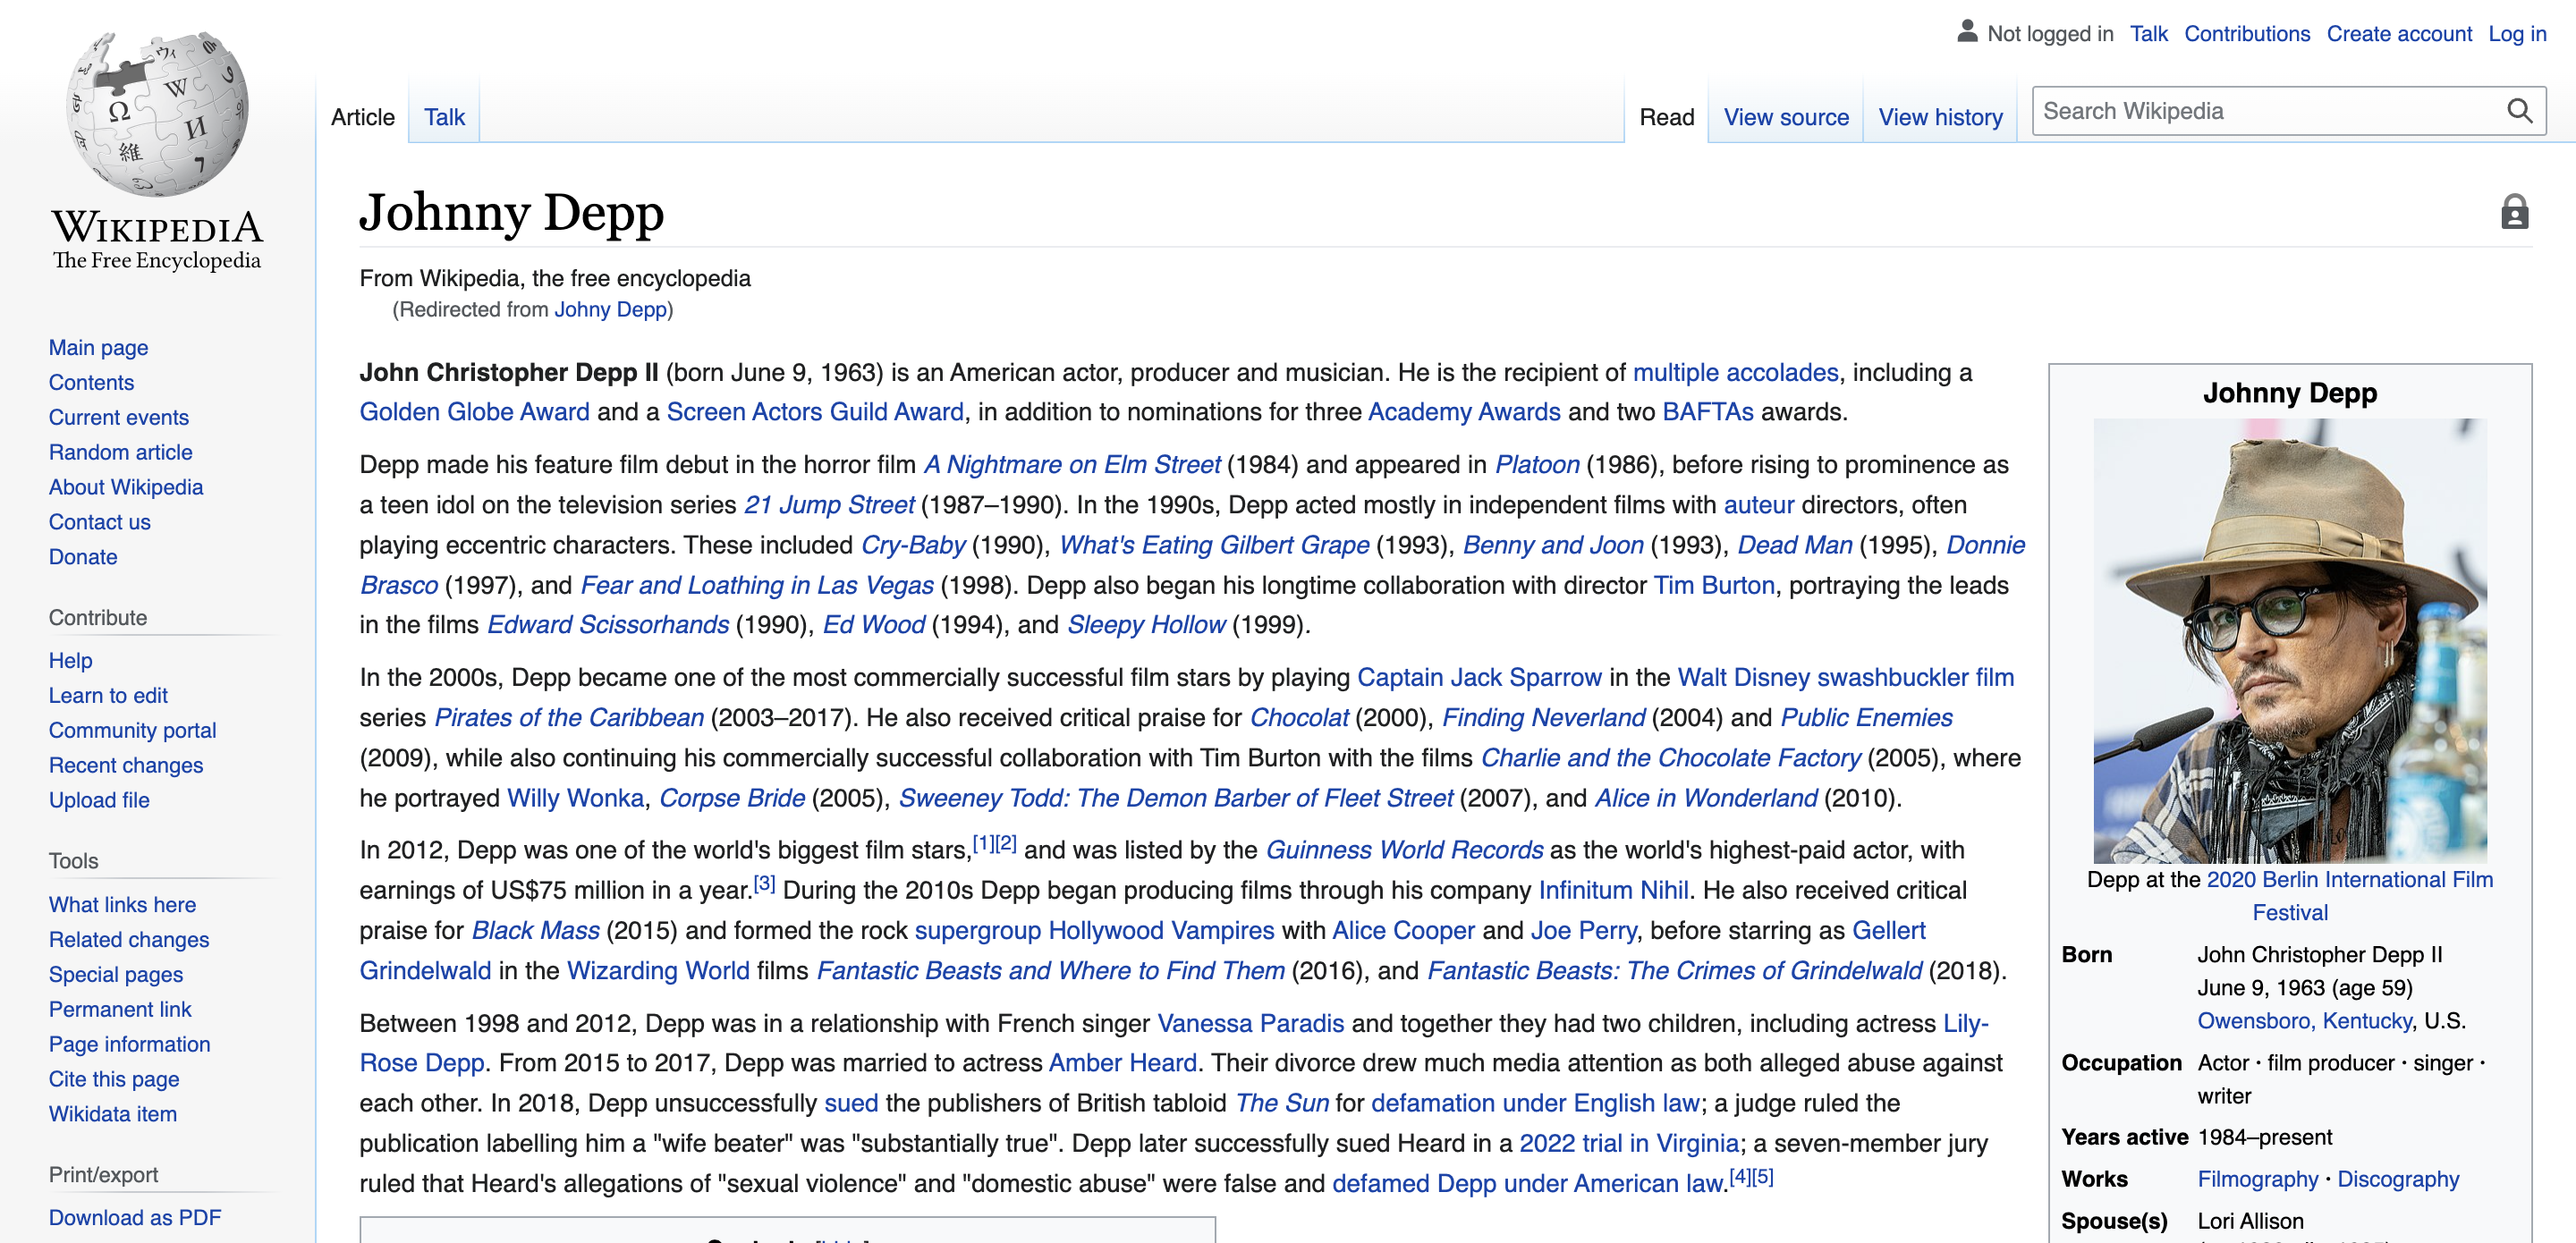 Not logged in Talk Contributions Create account Log in
Article Talk Read View source View history Search Wikipedia
Ω W И 維 ウィ 7
WIKIPEDIA
The Free Encyclopedia
Main page
Contents
Current events
Random article
About Wikipedia
Contact us
Donate
Contribute
Help
Learn to edit
Community portal
Recent changes
Upload file
Tools
What links here
Related changes
Special pages
Permanent link
Page information
Cite this page
Wikidata item
Print/export
Download as PDF
Johnny Depp
From Wikipedia, the free encyclopedia
(Redirected from Johny Depp)
John Christopher Depp II (born June 9, 1963) is an American actor, producer and musician. He is the recipient of multiple accolades, including a
Golden Globe Award and a Screen Actors Guild Award, in addition to nominations for three Academy Awards and two BAFTAs awards.
Depp made his feature film debut in the horror film A Nightmare on Elm Street (1984) and appeared in Platoon (1986), before rising to prominence as
a teen idol on the television series 21 Jump Street (1987–1990). In the 1990s, Depp acted mostly in independent films with auteur directors, often
playing eccentric characters. These included Cry-Baby (1990), What's Eating Gilbert Grape (1993), Benny and Joon (1993), Dead Man (1995), Donnie
Brasco (1997), and Fear and Loathing in Las Vegas (1998). Depp also began his longtime collaboration with director Tim Burton, portraying the leads
in the films Edward Scissorhands (1990), Ed Wood (1994), and Sleepy Hollow (1999).
In the 2000s, Depp became one of the most commercially successful film stars by playing Captain Jack Sparrow in the Walt Disney swashbuckler film
series Pirates of the Caribbean (2003–2017). He also received critical praise for Chocolat (2000), Finding Neverland (2004) and Public Enemies
(2009), while also continuing his commercially successful collaboration with Tim Burton with the films Charlie and the Chocolate Factory (2005), where
he portrayed Willy Wonka, Corpse Bride (2005), Sweeney Todd: The Demon Barber of Fleet Street (2007), and Alice in Wonderland (2010).
In 2012, Depp was one of the world's biggest film stars,[1][2] and was listed by the Guinness World Records as the world's highest-paid actor, with
earnings of US$75 million in a year.[3] During the 2010s Depp began producing films through his company Infinitum Nihil. He also received critical
praise for Black Mass (2015) and formed the rock supergroup Hollywood Vampires with Alice Cooper and Joe Perry, before starring as Gellert
Grindelwald in the Wizarding World films Fantastic Beasts and Where to Find Them (2016), and Fantastic Beasts: The Crimes of Grindelwald (2018).
Between 1998 and 2012, Depp was in a relationship with French singer Vanessa Paradis and together they had two children, including actress Lily-
Rose Depp. From 2015 to 2017, Depp was married to actress Amber Heard. Their divorce drew much media attention as both alleged abuse against
each other. In 2018, Depp unsuccessfully sued the publishers of British tabloid The Sun for defamation under English law; a judge ruled the
publication labelling him a "wife beater" was "substantially true". Depp later successfully sued Heard in a 2022 trial in Virginia; a seven-member jury
ruled that Heard's allegations of "sexual violence" and "domestic abuse" were false and defamed Depp under American law.[4][5]
Johnny Depp
Depp at the 2020 Berlin International Film
Festival
Born John Christopher Depp II
June 9, 1963 (age 59)
Owensboro, Kentucky, U.S.
Occupation Actor · film producer · singer ·
writer
Years active 1984–present
Works Filmography · Discography
Spouse(s) Lori Allison